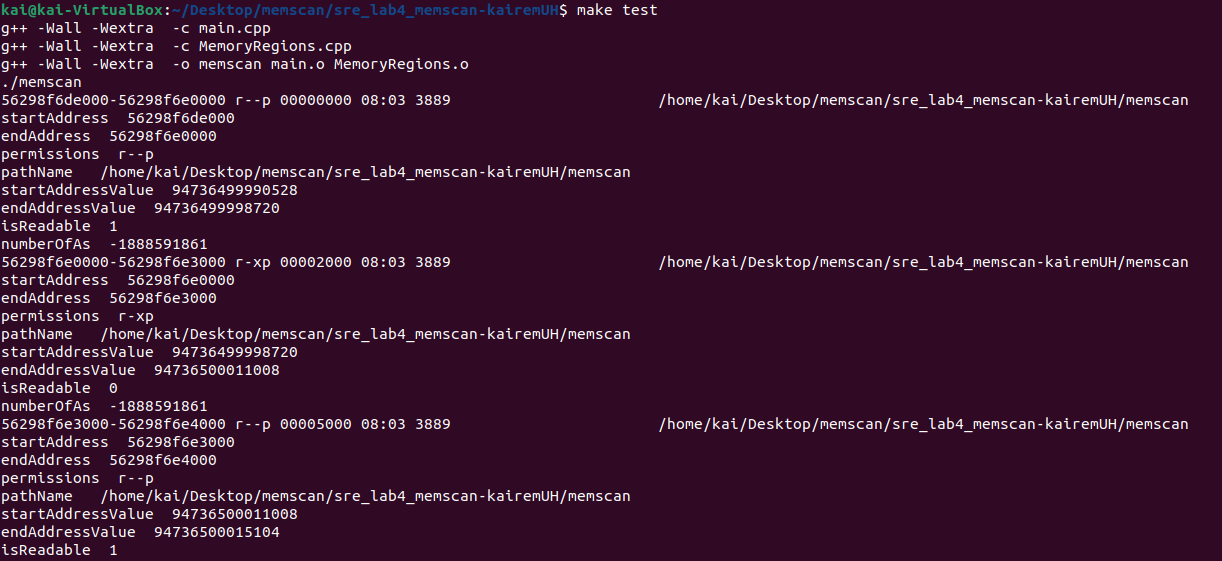 kai@kai-VirtualBox:~/Desktop/memscan/sre_lab4_memscan-kairemUH$ make test
g++ -Wall -Wextra  -c main.cpp
g++ -Wall -Wextra  -c MemoryRegions.cpp
g++ -Wall -Wextra  -o memscan main.o MemoryRegions.o
./memscan
56298f6de000-56298f6e0000 r--p 00000000 08:03 3889                       /home/kai/Desktop/memscan/sre_lab4_memscan-kairemUH/memscan
startAddress  56298f6de000
endAddress  56298f6e0000
permissions  r--p
pathName   /home/kai/Desktop/memscan/sre_lab4_memscan-kairemUH/memscan
startAddressValue  94736499990528
endAddressValue  94736499998720
isReadable  1
numberOfAs  -1888591861
56298f6e0000-56298f6e3000 r-xp 00002000 08:03 3889                       /home/kai/Desktop/memscan/sre_lab4_memscan-kairemUH/memscan
startAddress  56298f6e0000
endAddress  56298f6e3000
permissions  r-xp
pathName   /home/kai/Desktop/memscan/sre_lab4_memscan-kairemUH/memscan
startAddressValue  94736499998720
endAddressValue  94736500011008
isReadable  0
numberOfAs  -1888591861
56298f6e3000-56298f6e4000 r--p 00005000 08:03 3889                       /home/kai/Desktop/memscan/sre_lab4_memscan-kairemUH/memscan
startAddress  56298f6e3000
endAddress  56298f6e4000
permissions  r--p
pathName   /home/kai/Desktop/memscan/sre_lab4_memscan-kairemUH/memscan
startAddressValue  94736500011008
endAddressValue  94736500015104
isReadable  1